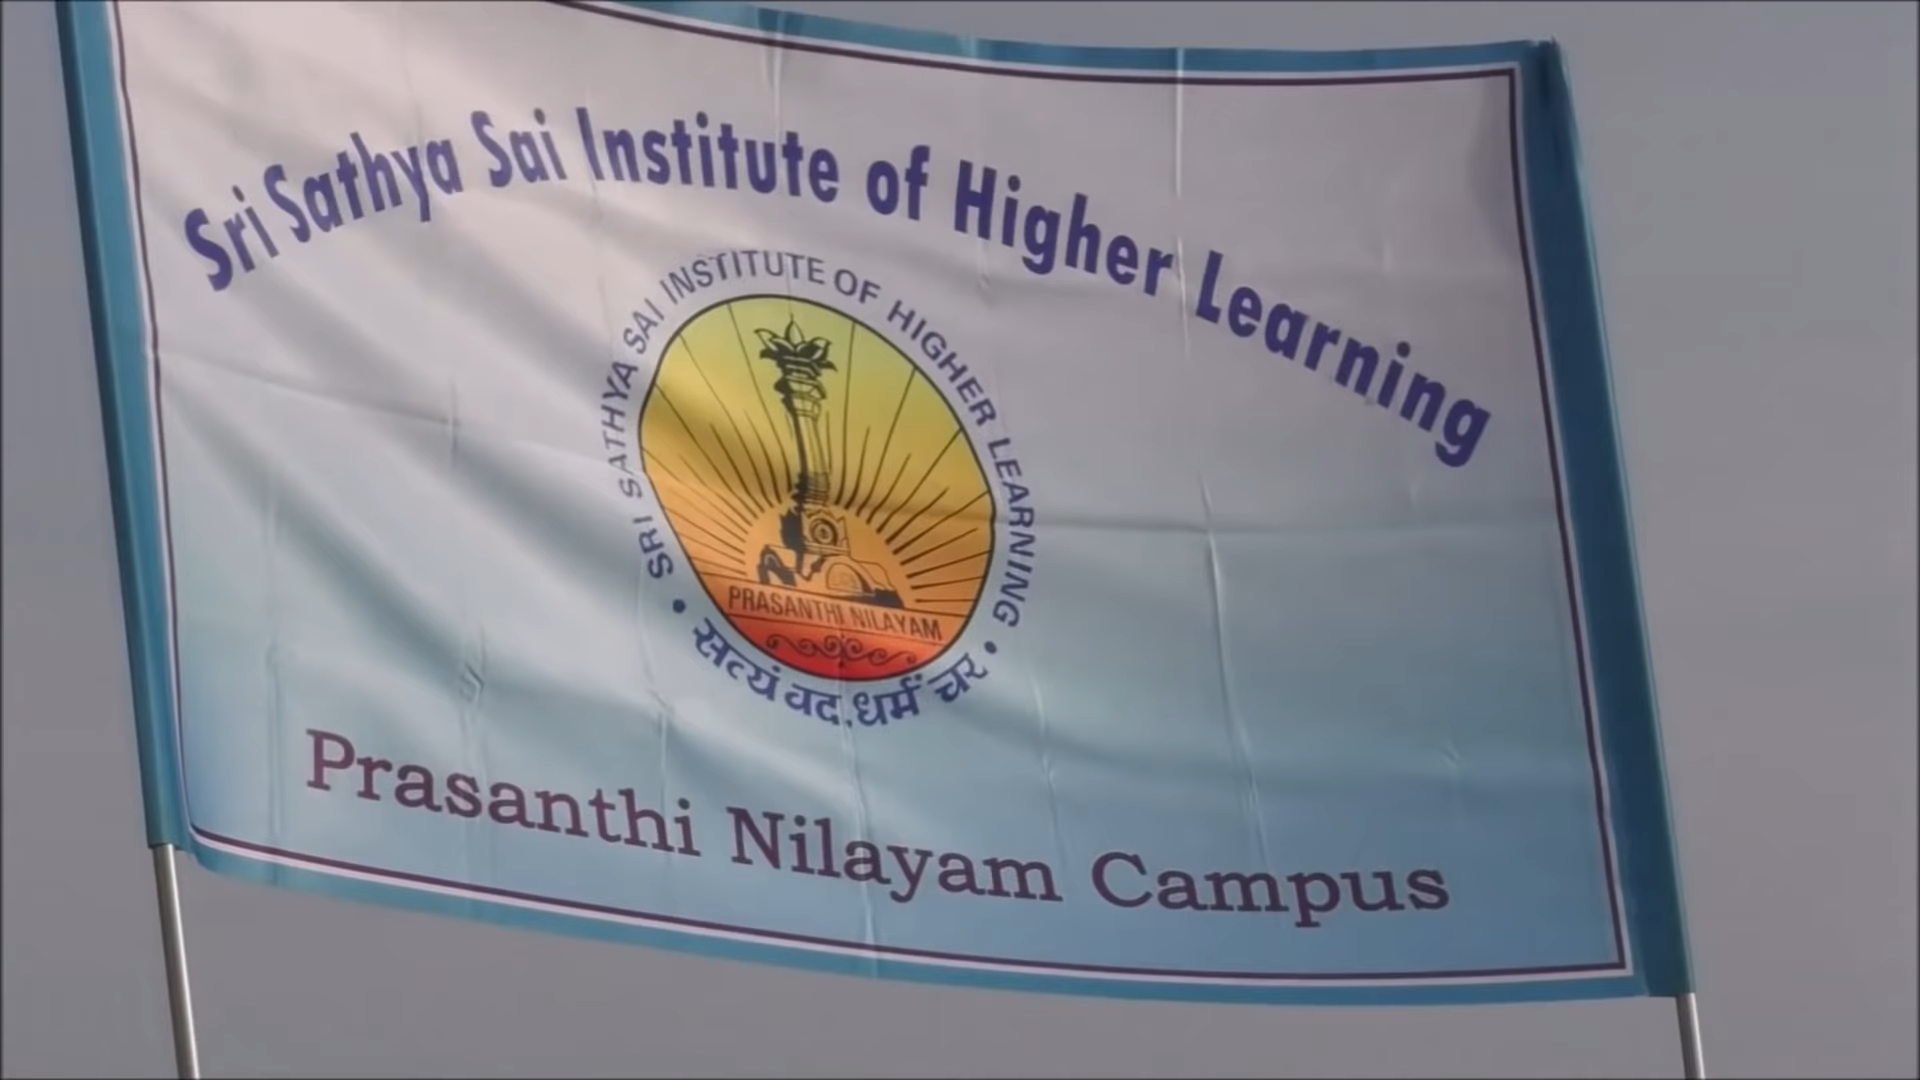 Sri Sathya Sai Institute of Higher Learning
• SRI SATHYA SAI INSTITUTE OF HIGHER LEARNING •
PRASANTHI NILAYAM
सत्यं वद.धर्मं चर
Prasanthi Nilayam Campus